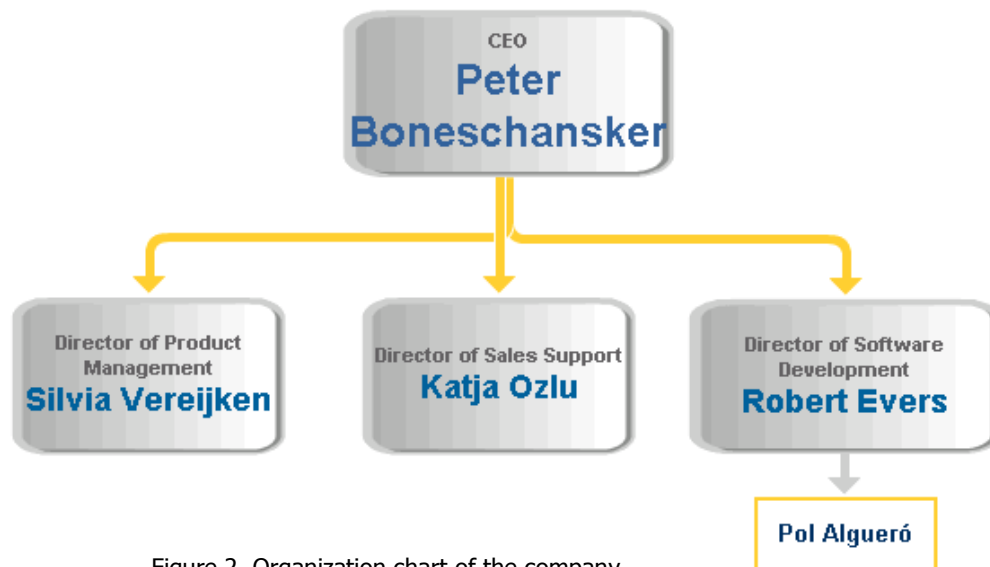 CEO
Peter
Boneschansker
Director of Product
Management
Silvia Vereijken
Director of Sales Support
Katja Ozlu
Director of Software
Development
Robert Evers
Pol Algueró
Figure 2. Organization chart of the company